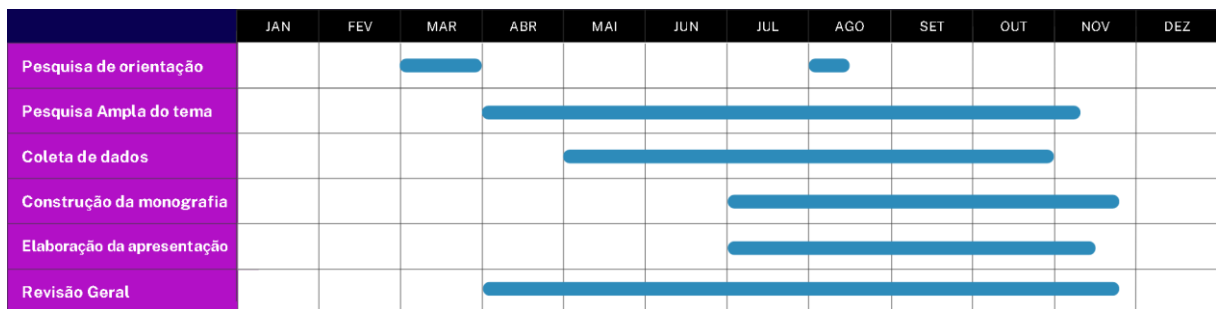 JAN FEV MAR ABR MAI JUN JUL AGO SET OUT NOV DEZ
Pesquisa de orientação
Pesquisa Ampla do tema
Coleta de dados
Construção da monografia
Elaboração da apresentação
Revisão Geral